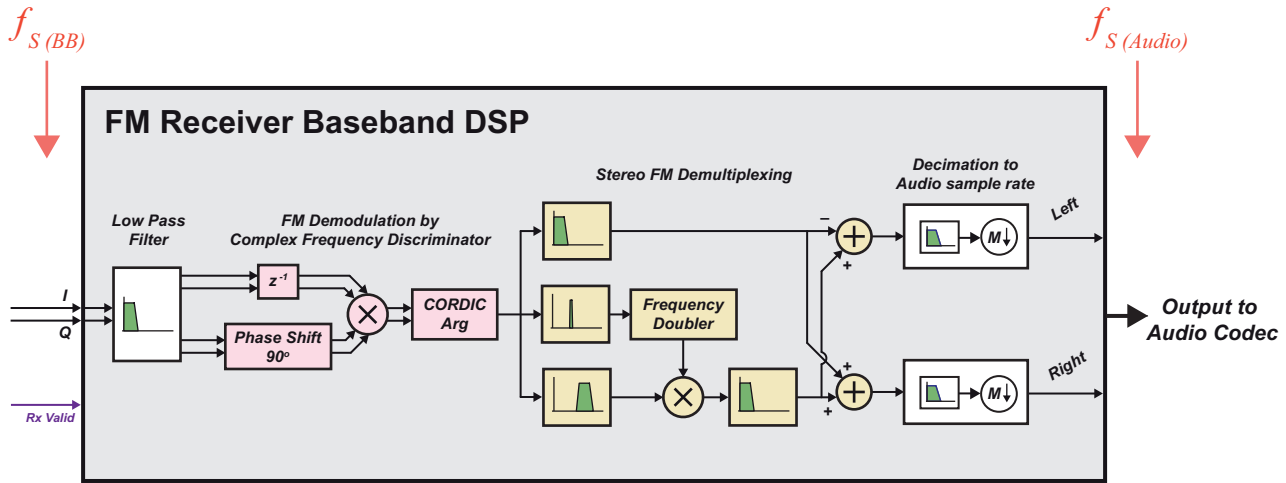 f S (BB)
f S (Audio)
FM Receiver Baseband DSP
Stereo FM Demultiplexing
Decimation to
Audio sample rate
Low Pass
Filter
FM Demodulation by
Complex Frequency Discriminator
I
Q
z⁻¹
Phase Shift
90º
CORDIC
Arg
Frequency
Doubler
–
+
+
+
M↓
Left
M↓
Right
Output to
Audio Codec
Rx Valid